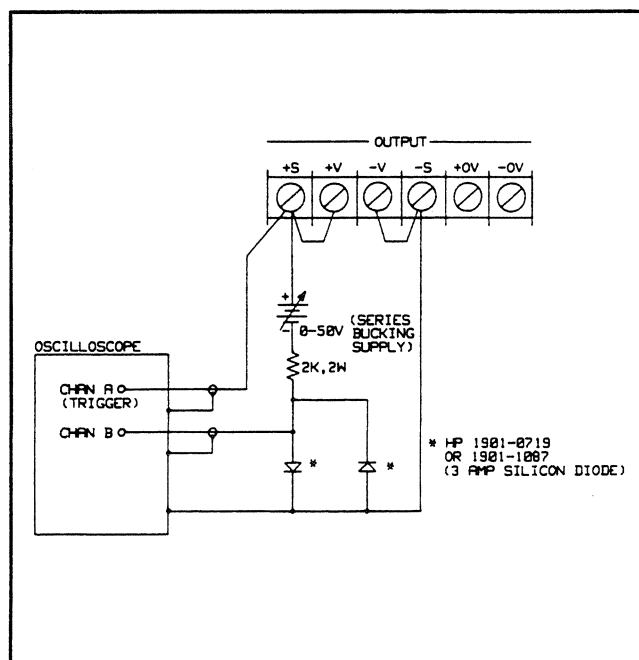 OUTPUT
+S +V -V -S +OV -OV
+
- 0-50V (SERIES
BUCKING
SUPPLY)
2K,2W
OSCILLOSCOPE
CHAN A
(TRIGGER)
CHAN B
* *
* HP 1901-0719
OR 1901-1087
(3 AMP SILICON DIODE)